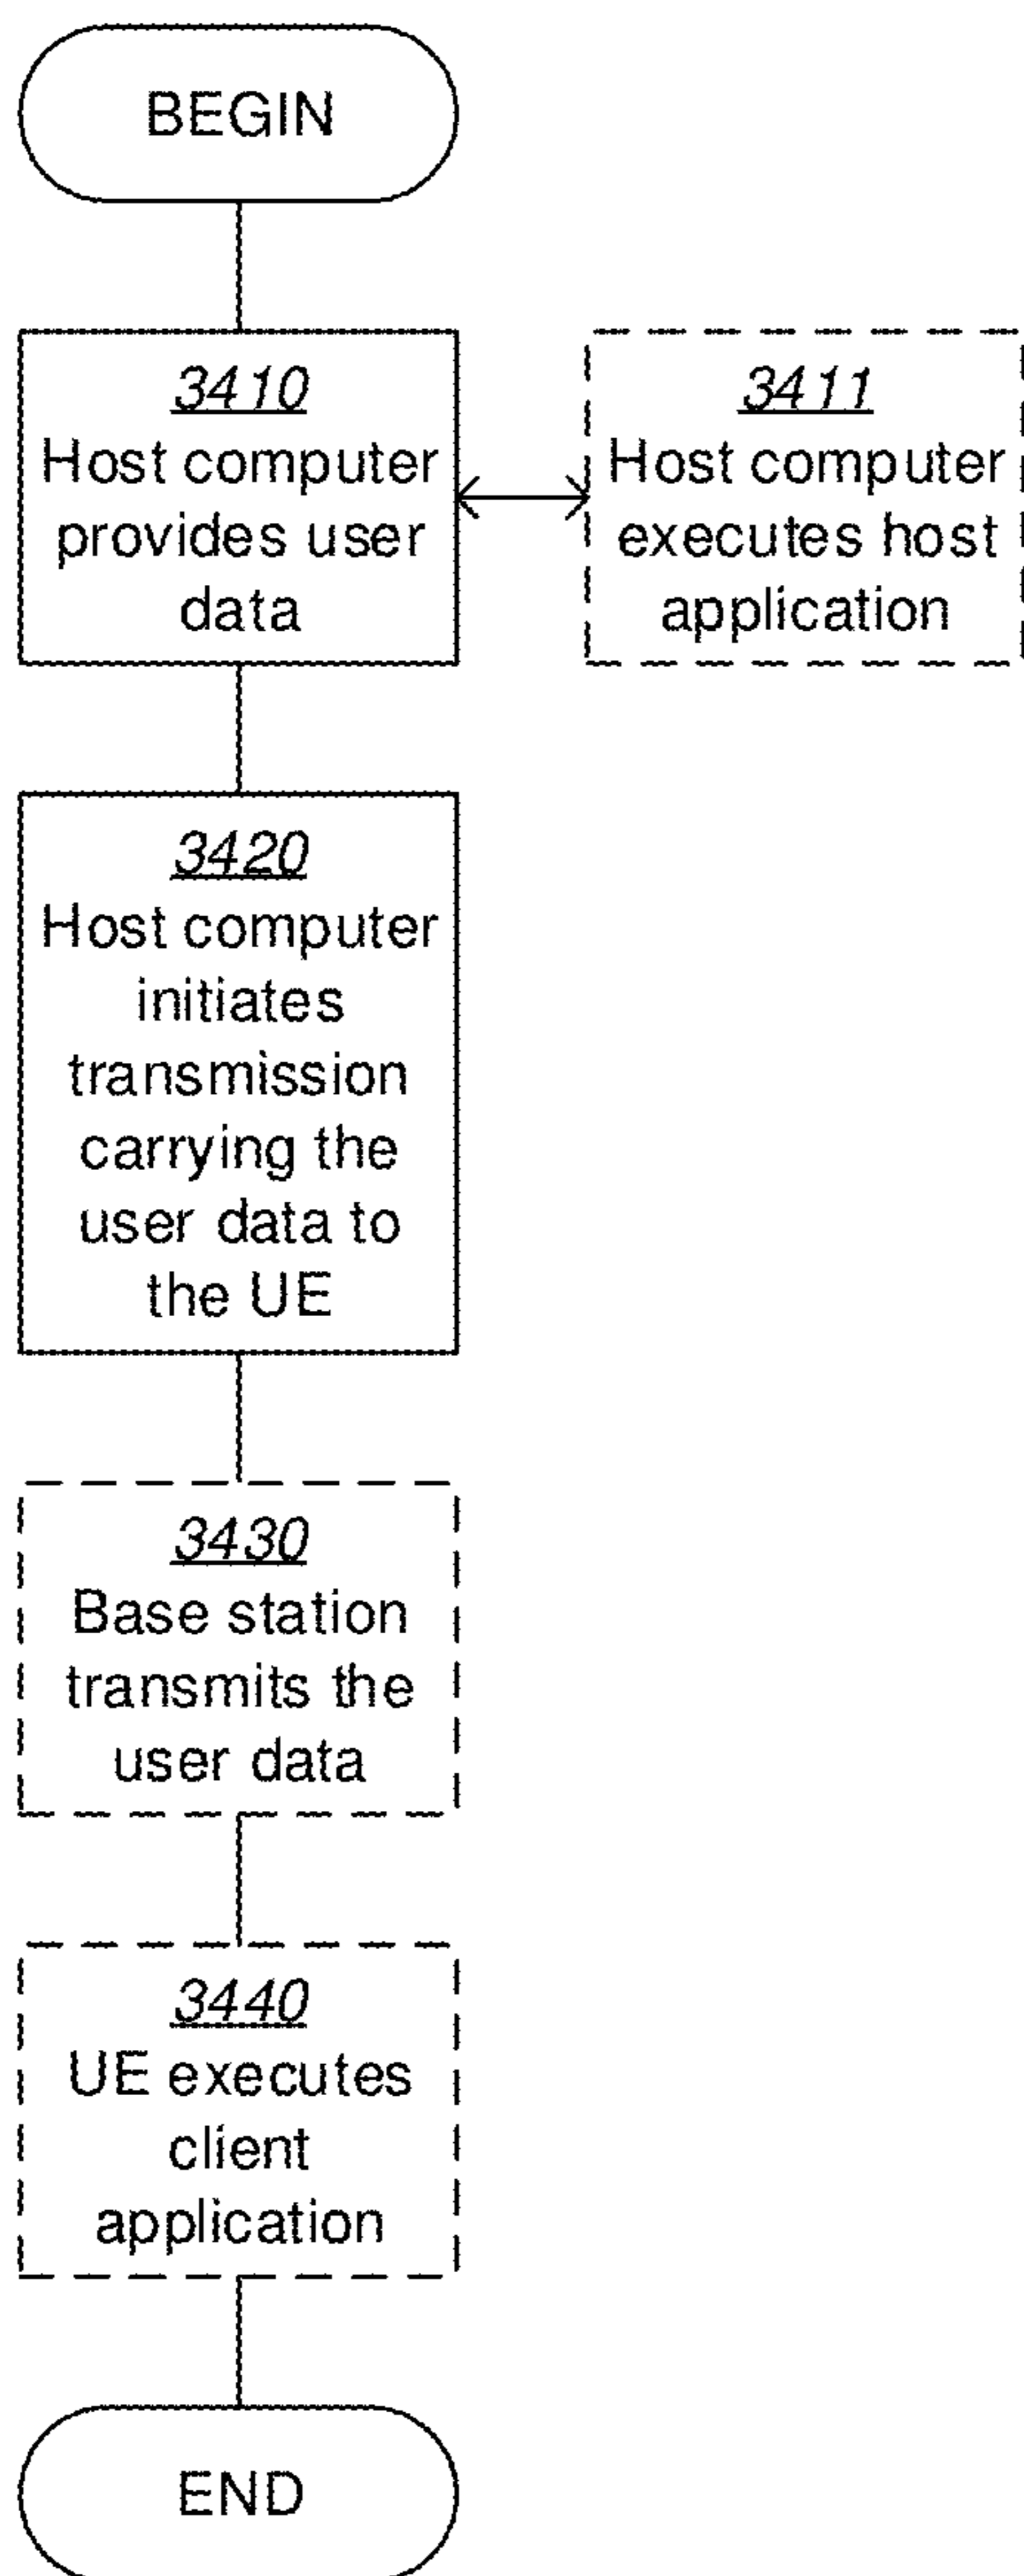 BEGIN
3410
Host computer
provides user
data
3411
Host computer
executes host
application
3420
Host computer
initiates
transmission
carrying the
user data to
the UE
3430
Base station
transmits the
user data
3440
UE executes
client
application
END